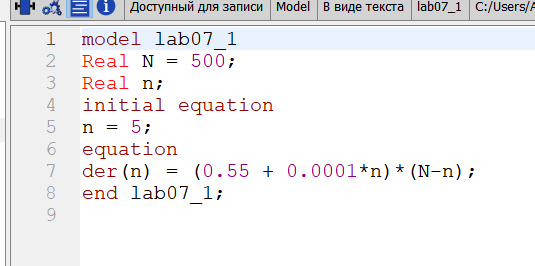 Доступный для записи Model В виде текста lab07_1 C:/Users/
1 model lab07_1
2 Real N = 500;
3 Real n;
4 initial equation
5 n = 5;
6 equation
7 der(n) = (0.55 + 0.0001*n)*(N-n);
8 end lab07_1;
9